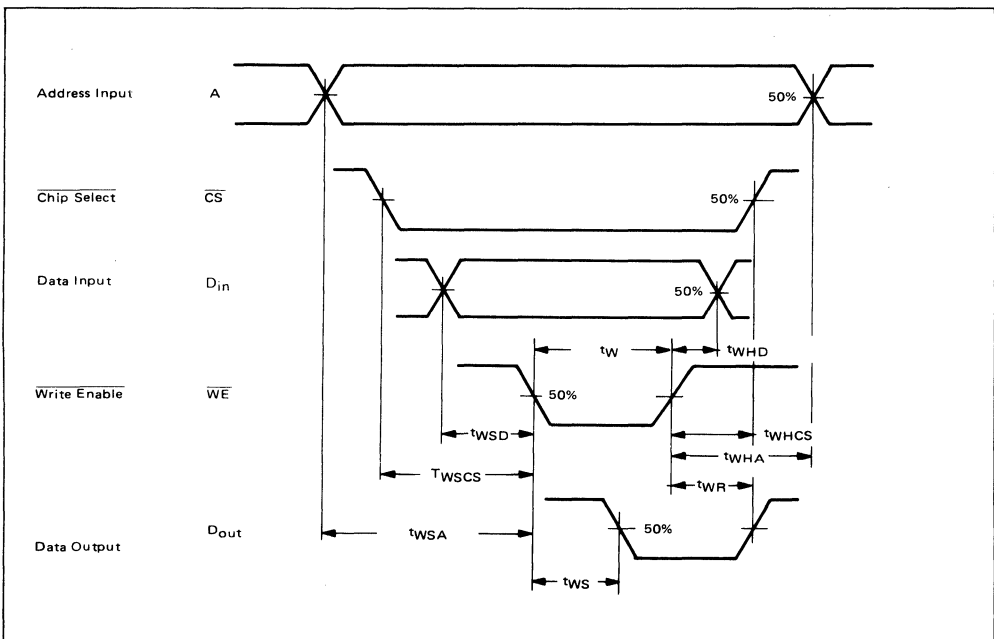 Address Input A 50%
Chip Select CS 50%
Data Input Din 50%
tW tWHD
Write Enable WE 50%
tWSD tWHCS
tWHA
TWSCS tWR
Data Output Dout tWSA 50%
tWS